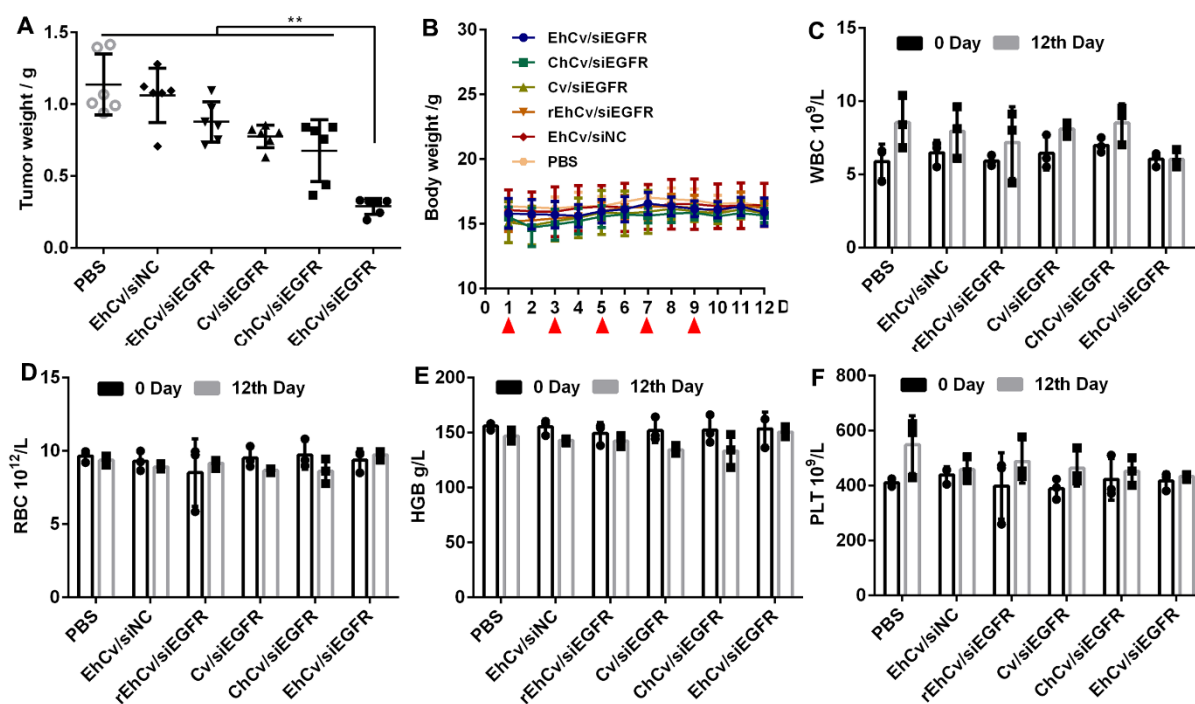 A
Tumor weight / g
1.5
1.0
0.5
0.0
**
PBS
EhCv/siNC
rEhCv/siEGFR
Cv/siEGFR
ChCv/siEGFR
EhCv/siEGFR
B
Body weight /g
30
25
20
15
10
EhCv/siEGFR
ChCv/siEGFR
Cv/siEGFR
rEhCv/siEGFR
EhCv/siNC
PBS
0 1 2 3 4 5 6 7 8 9 10 11 12 D
C
0 Day 12th Day
WBC 10^9/L
15
10
5
0
PBS
EhCv/siNC
rEhCv/siEGFR
Cv/siEGFR
ChCv/siEGFR
EhCv/siEGFR
D
0 Day 12th Day
RBC 10^12/L
15
10
5
0
PBS
EhCv/siNC
rEhCv/siEGFR
Cv/siEGFR
ChCv/siEGFR
EhCv/siEGFR
E
0 Day 12th Day
HGB g/L
200
150
100
50
0
PBS
EhCv/siNC
rEhCv/siEGFR
Cv/siEGFR
ChCv/siEGFR
EhCv/siEGFR
F
0 Day 12th Day
PLT 10^9/L
800
600
400
200
0
PBS
EhCv/siNC
rEhCv/siEGFR
Cv/siEGFR
ChCv/siEGFR
EhCv/siEGFR